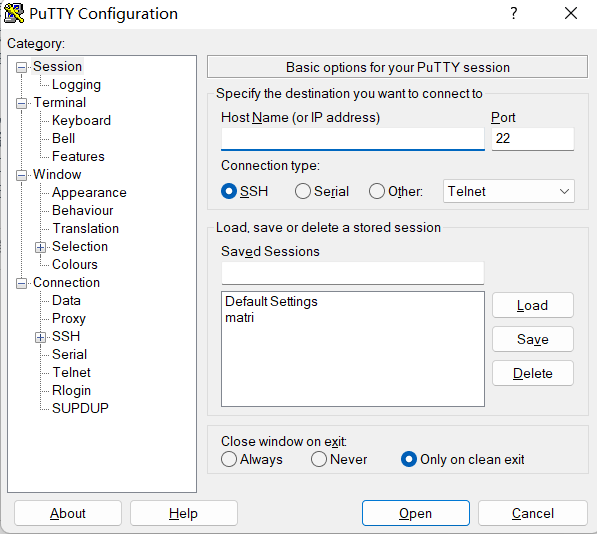 PuTTY Configuration ? ×
Category:
Session
Logging
Terminal
Keyboard
Bell
Features
Window
Appearance
Behaviour
Translation
Selection
Colours
Connection
Data
Proxy
SSH
Serial
Telnet
Rlogin
SUPDUP
Basic options for your PuTTY session
Specify the destination you want to connect to
Host Name (or IP address) Port
22
Connection type:
SSH Serial Other: Telnet
Load, save or delete a stored session
Saved Sessions
Default Settings
matri
Load
Save
Delete
Close window on exit:
Always Never Only on clean exit
About Help Open Cancel